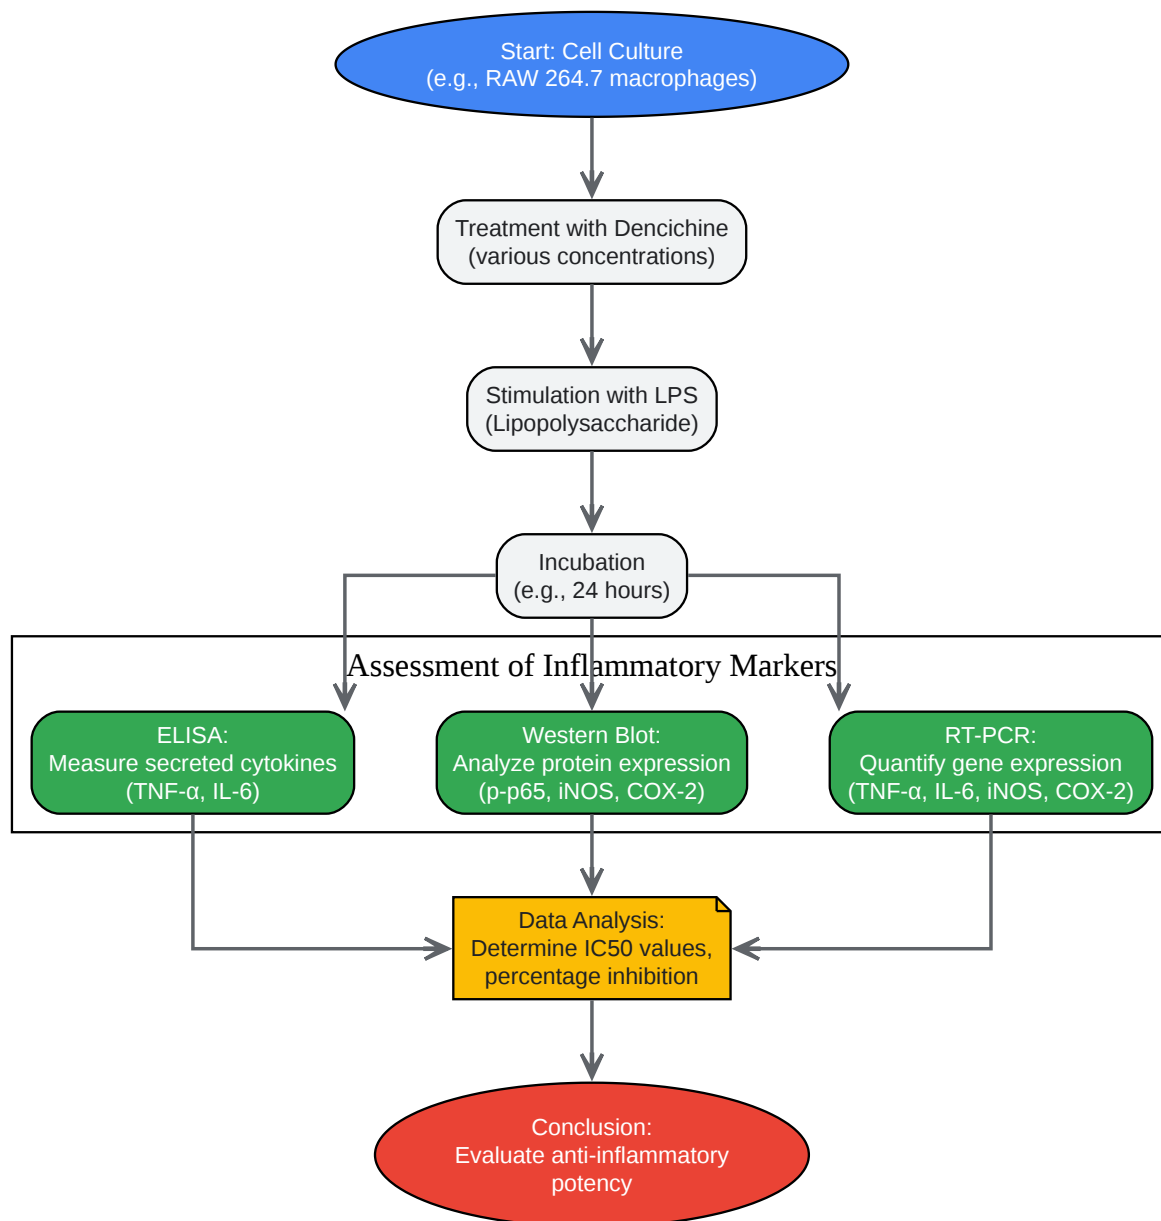 Start: Cell Culture
(e.g., RAW 264.7 macrophages)
Treatment with Dencichine
(various concentrations)
Stimulation with LPS
(Lipopolysaccharide)
Incubation
(e.g., 24 hours)
Assessment of Inflammatory Markers
ELISA:
Measure secreted cytokines
(TNF-α, IL-6)
Western Blot:
Analyze protein expression
(p-p65, iNOS, COX-2)
RT-PCR:
Quantify gene expression
(TNF-α, IL-6, iNOS, COX-2)
Data Analysis:
Determine IC50 values,
percentage inhibition
Conclusion:
Evaluate anti-inflammatory
potency